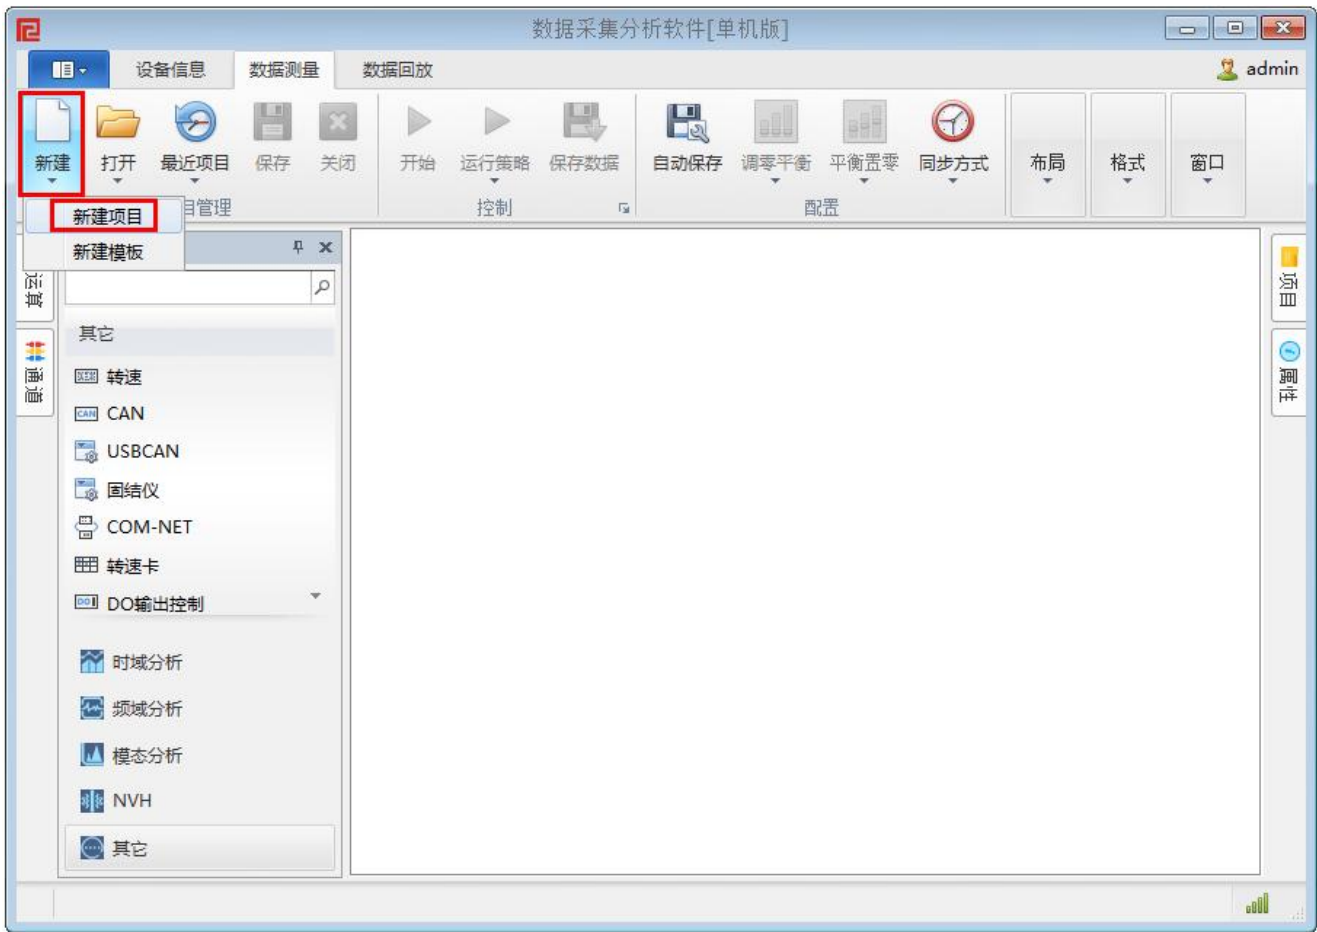 数据采集分析软件[单机版]
设备信息 数据测量 数据回放 admin
新建 打开 最近项目 保存 关闭 开始 运行策略 保存数据 自动保存 调零平衡 平衡置零 同步方式 布局 格式 窗口
目管理 控制 配置
新建项目
新建模板
运算
通道
其它
转速
CAN CAN
USBCAN
固结仪
COM-NET
转速卡
DO DO输出控制
时域分析
频域分析
模态分析
NVH
其它
项目
属性